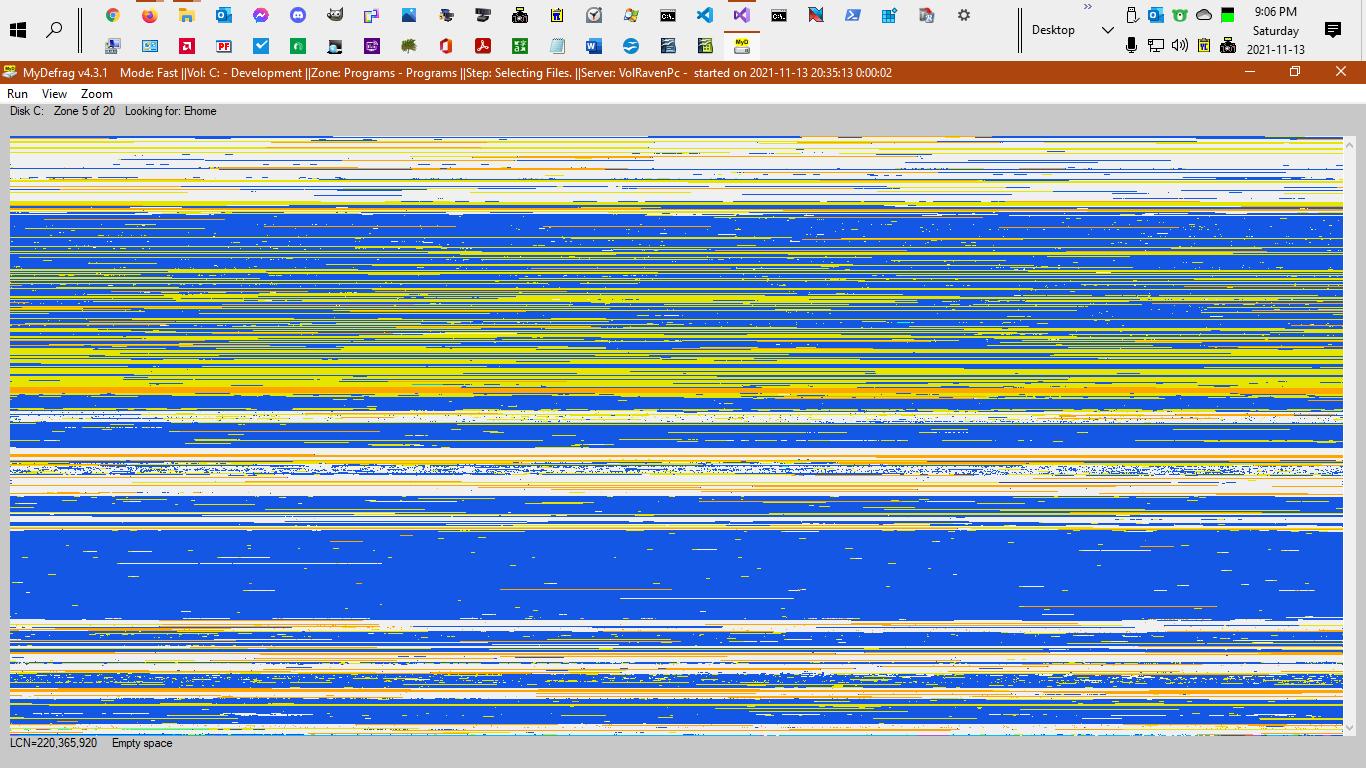 9:06 PM
Desktop
Saturday
2021-11-13
MyDefrag v4.3.1 Mode: Fast ||Vol: C: - Development ||Zone: Programs - Programs ||Step: Selecting Files. ||Server: VolRavenPc - started on 2021-11-13 20:35:13 0:00:02
Run View Zoom
Disk C: Zone 5 of 20 Looking for: Ehome
LCN=220,365,920 Empty space